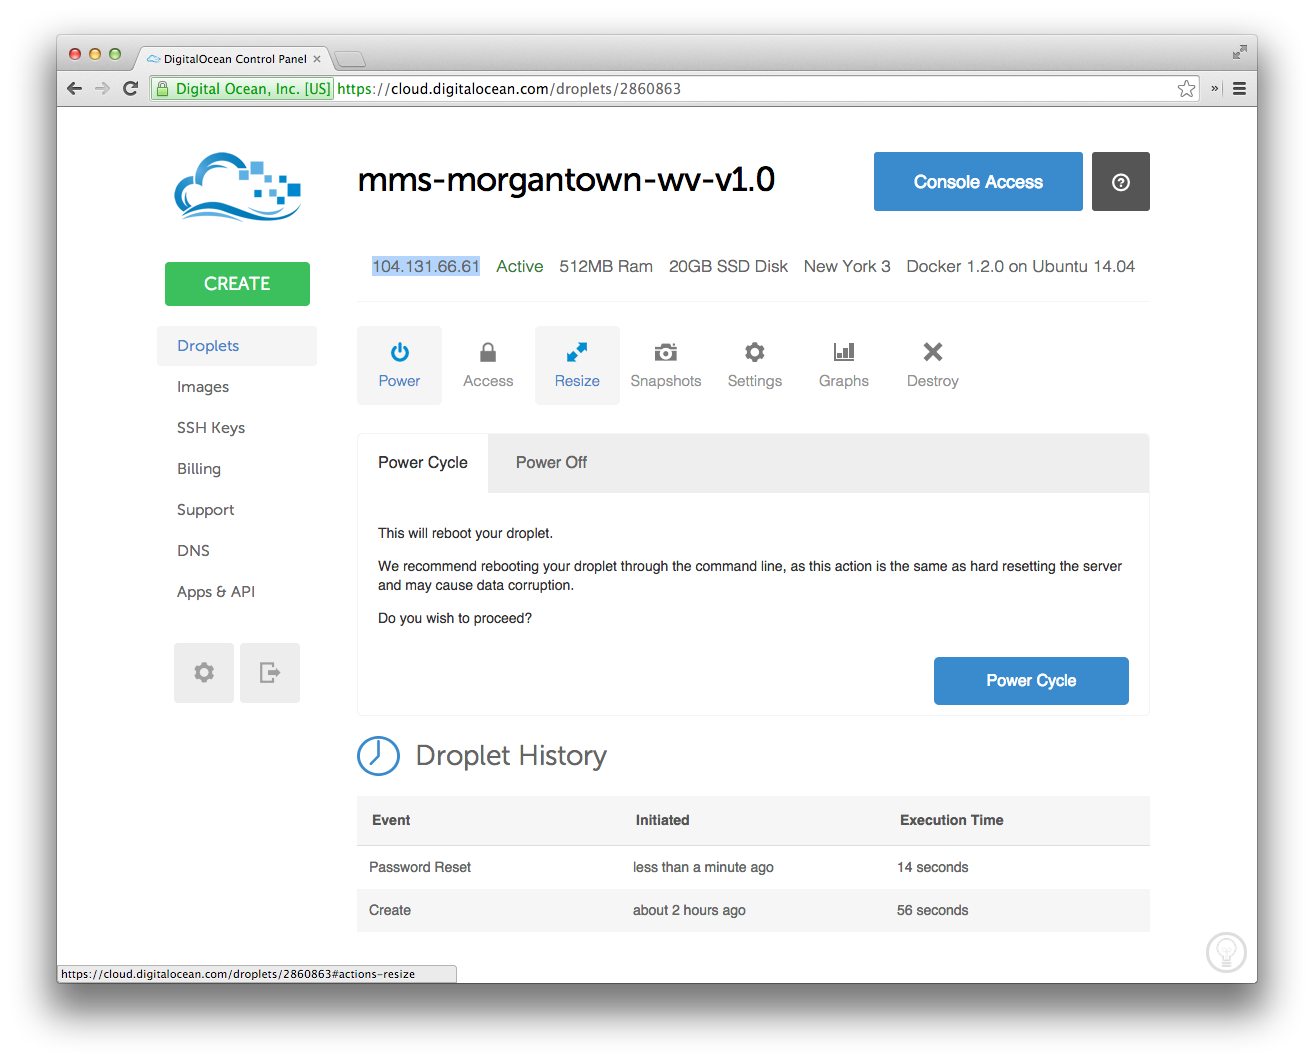 DigitalOcean Control Panel
Digital Ocean, Inc. [US] https://cloud.digitalocean.com/droplets/2860863
mms-morgantown-wv-v1.0
Console Access
104.131.66.61 Active 512MB Ram 20GB SSD Disk New York 3 Docker 1.2.0 on Ubuntu 14.04
CREATE
Droplets
Images
SSH Keys
Billing
Support
DNS
Apps & API
Power Access Resize Snapshots Settings Graphs Destroy
Power Cycle Power Off
This will reboot your droplet.
We recommend rebooting your droplet through the command line, as this action is the same as hard resetting the server
and may cause data corruption.
Do you wish to proceed?
Power Cycle
Droplet History
Event Initiated Execution Time
Password Reset less than a minute ago 14 seconds
Create about 2 hours ago 56 seconds
https://cloud.digitalocean.com/droplets/2860863#actions-resize